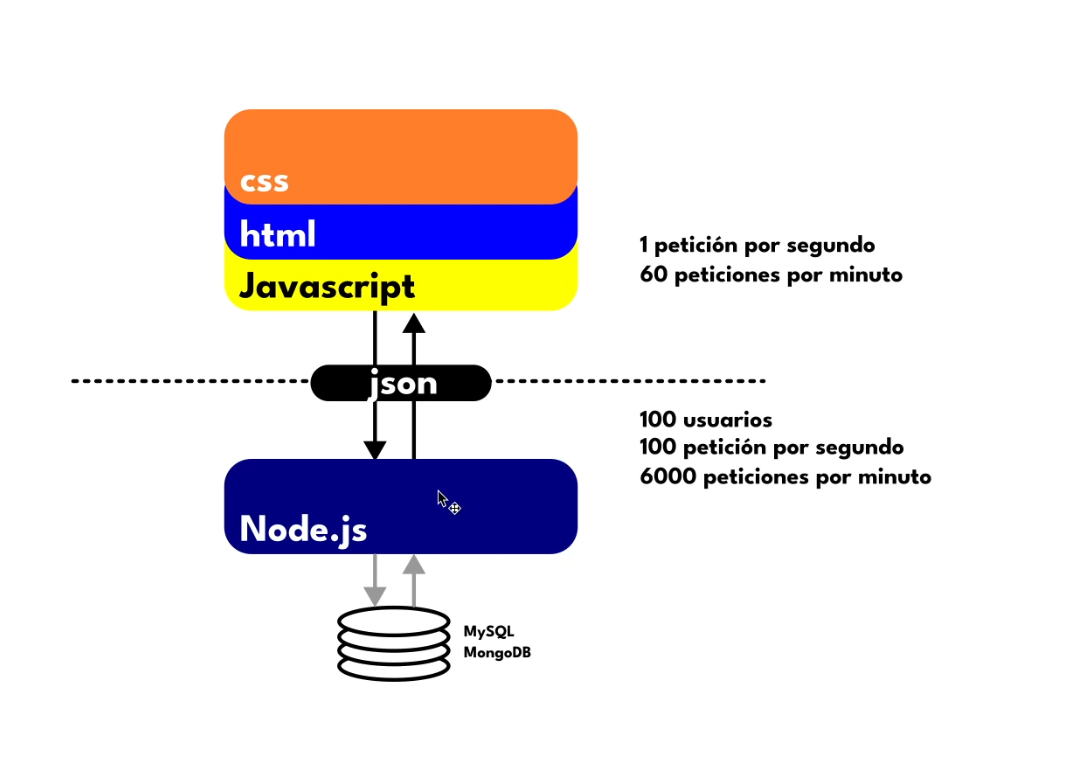 css
html
Javascript
1 petición por segundo
60 peticiones por minuto
json
100 usuarios
100 petición por segundo
6000 peticiones por minuto
Node.js
MySQL
MongoDB